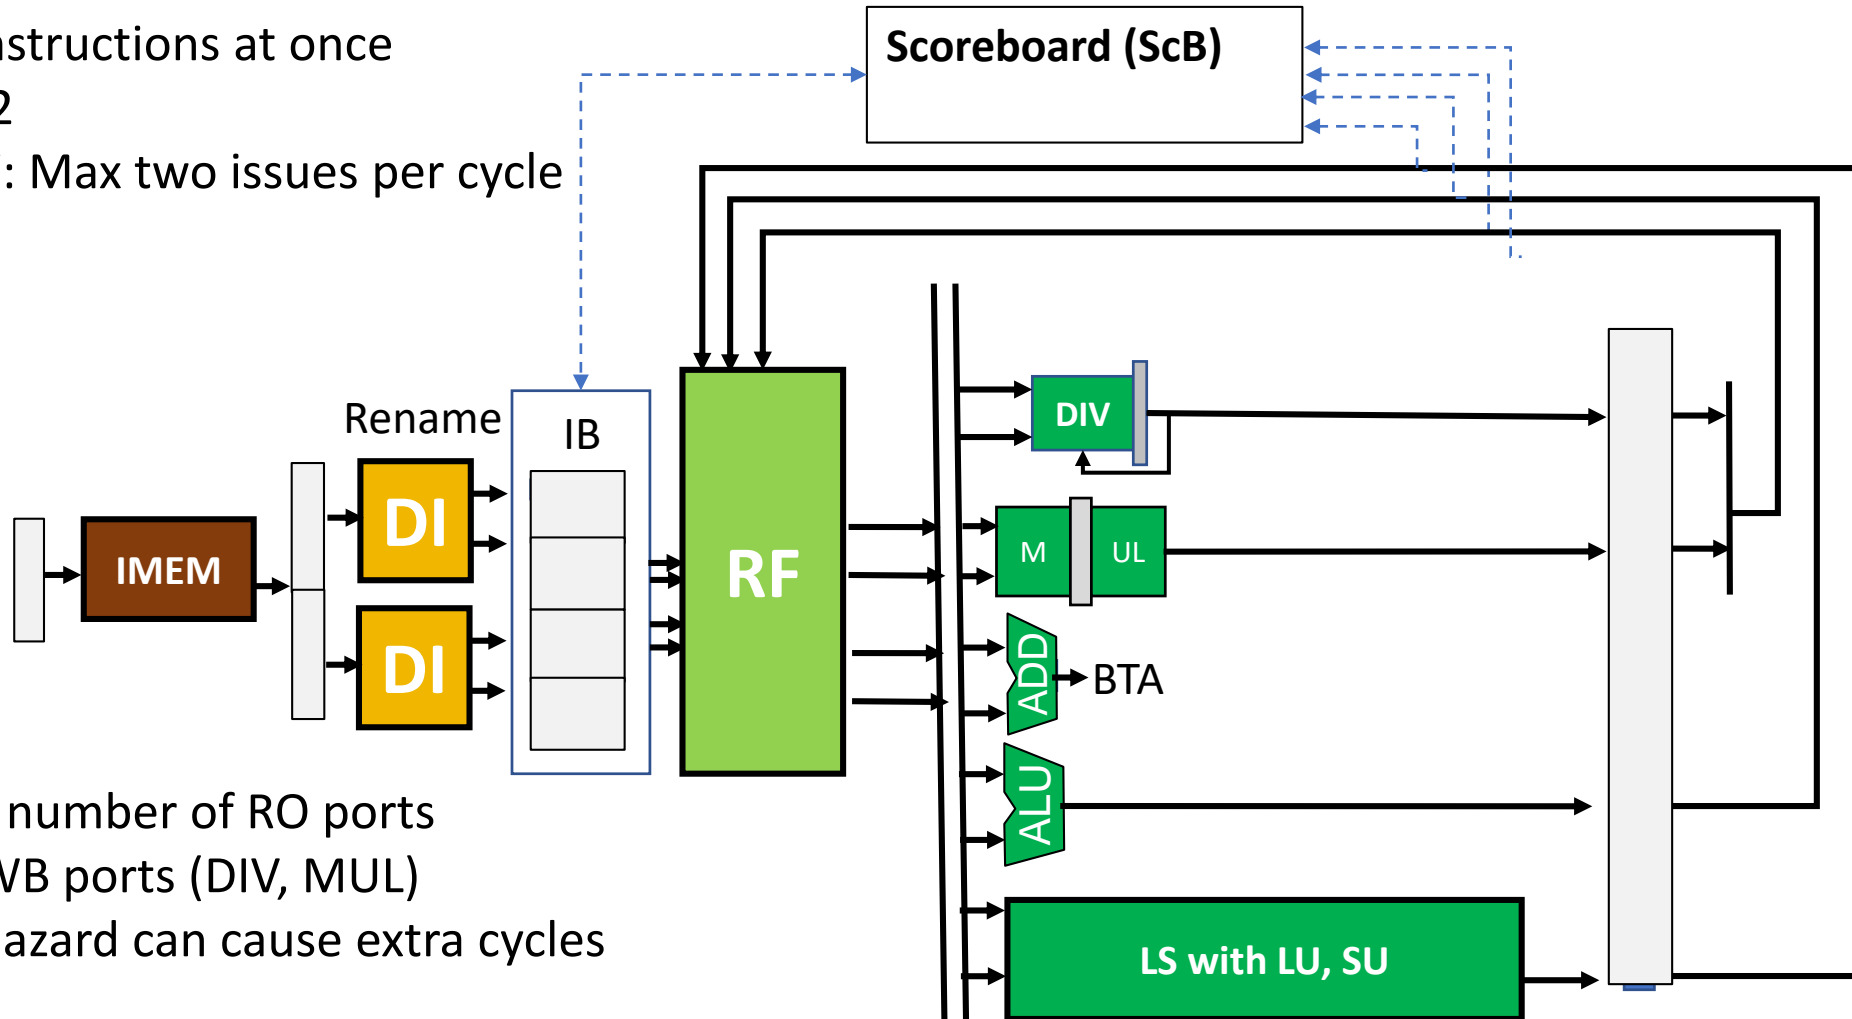 nstructions at once
2
: Max two issues per cycle
Scoreboard (ScB)
Rename
IB
IMEM
DI
DI
RF
DIV
M
UL
ADD
BTA
ALU
LS with LU, SU
number of RO ports
WB ports (DIV, MUL)
azard can cause extra cycles